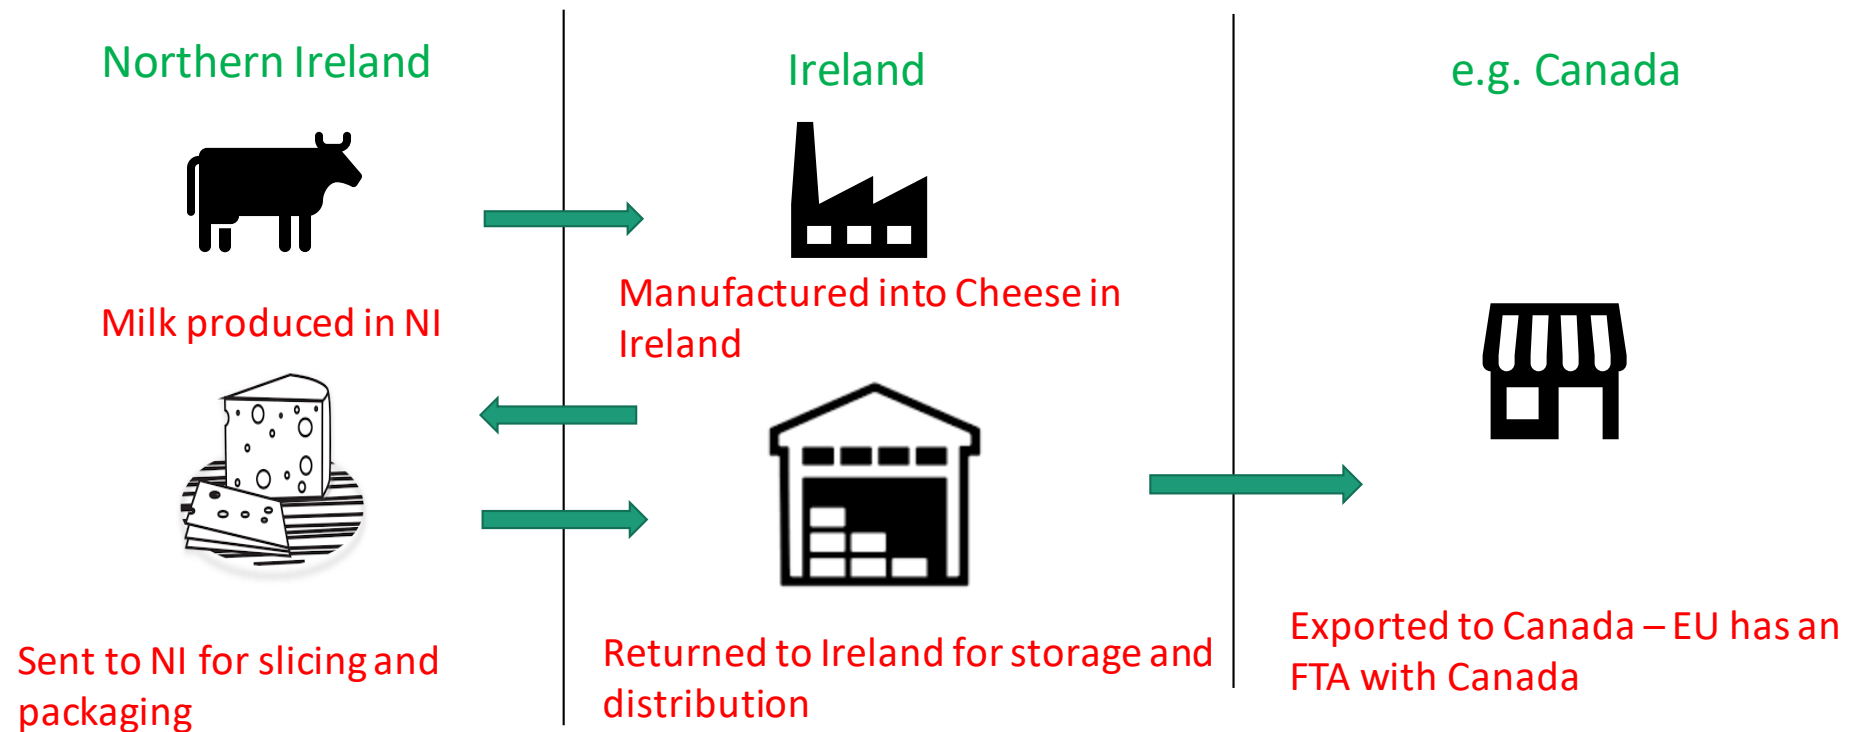 Northern Ireland
Ireland
e.g. Canada
Milk produced in NI
Manufactured into Cheese in
Ireland
Sent to NI for slicing and
packaging
Returned to Ireland for storage and
distribution
Exported to Canada – EU has an
FTA with Canada